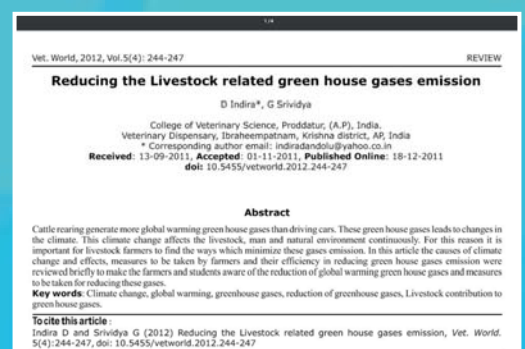 1/4
Vet. World, 2012, Vol.5(4): 244-247 REVIEW
Reducing the Livestock related green house gases emission
D Indira*, G Srividya
College of Veterinary Science, Proddatur, (A.P), India.
Veterinary Dispensary, Ibraheempatnam, Krishna district, AP, India
* Corresponding author email: indiradandolu@yahoo.co.in
Received: 13-09-2011, Accepted: 01-11-2011, Published Online: 18-12-2011
doi: 10.5455/vetworld.2012.244-247
Abstract
Cattle rearing generate more global warming green house gases than driving cars. These green house gases leads to changes in
the climate. This climate change affects the livestock, man and natural environment continuously. For this reason it is
important for livestock farmers to find the ways which minimize these gases emission. In this article the causes of climate
change and effects, measures to be taken by farmers and their efficiency in reducing green house gases emission were
reviewed briefly to make the farmers and students aware of the reduction of global warming green house gases and measures
to be taken for reducing these gases.
Key words: Climate change, global warming, greenhouse gases, reduction of greenhouse gases, Livestock contribution to
green house gases.
To cite this article :
Indira D and Srividya G (2012) Reducing the Livestock related green house gases emission, Vet. World.
5(4):244-247, doi: 10.5455/vetworld.2012.244-247